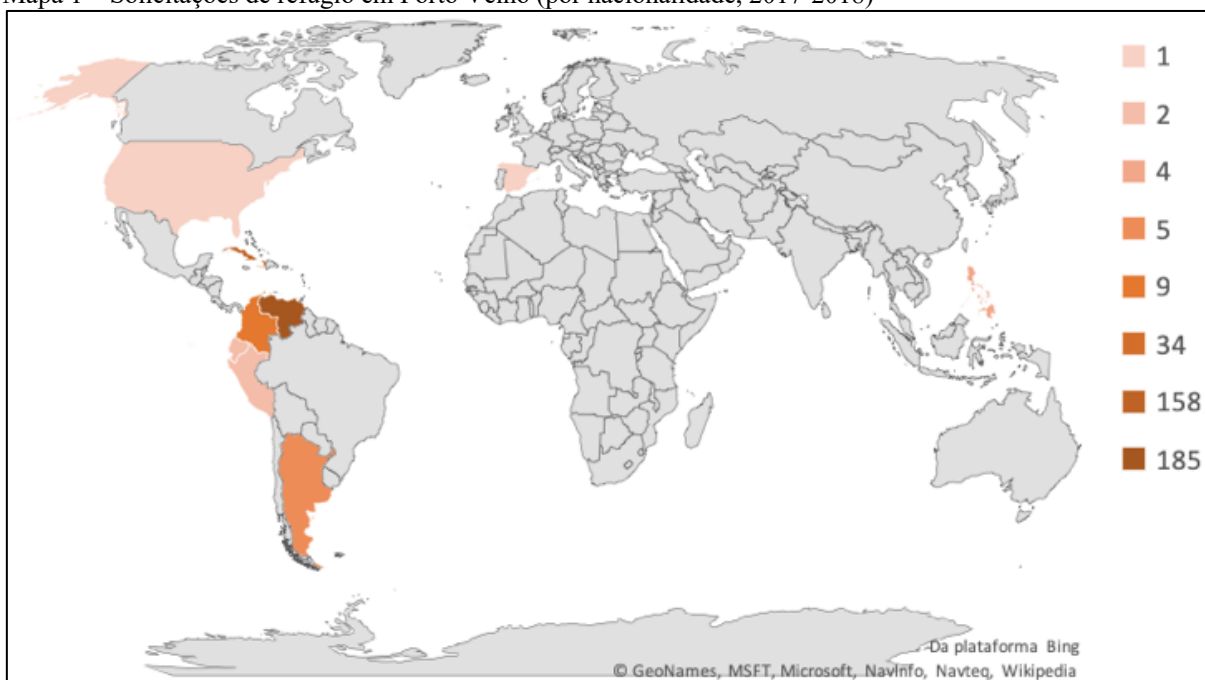 Mapa 1 – Solicitações de refúgio em Porto Velho (por nacionalidade, 2017-2018)
1
2
4
5
9
34
158
185
Da plataforma Bing
© GeoNames, MSFT, Microsoft, NavInfo, Navteq, Wikipedia